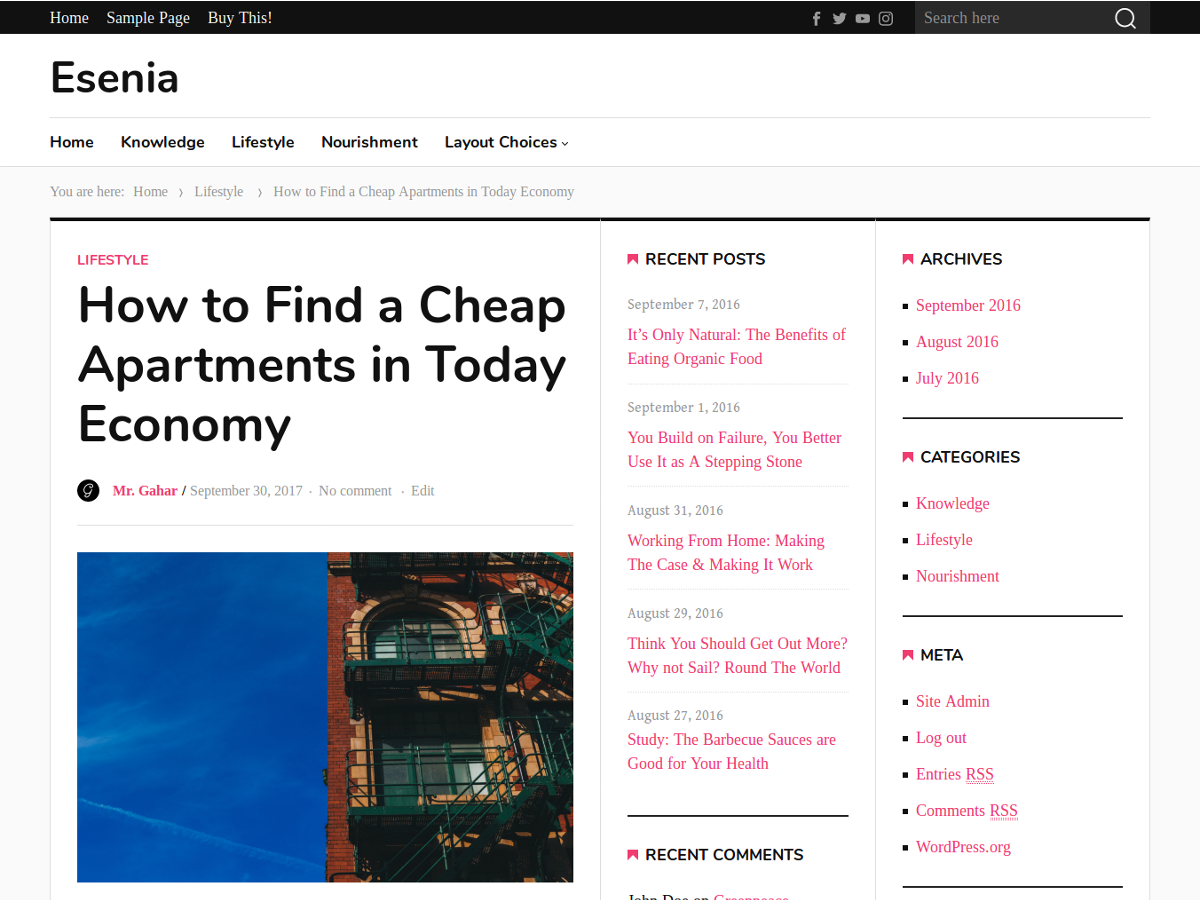 Home Sample Page Buy This!
Search here
Esenia
Home Knowledge Lifestyle Nourishment Layout Choices
You are here: Home › Lifestyle › How to Find a Cheap Apartments in Today Economy
LIFESTYLE
How to Find a Cheap
Apartments in Today
Economy
Mr. Gahar / September 30, 2017 · No comment · Edit
RECENT POSTS
September 7, 2016
It’s Only Natural: The Benefits of
Eating Organic Food
September 1, 2016
You Build on Failure, You Better
Use It as A Stepping Stone
August 31, 2016
Working From Home: Making
The Case & Making It Work
August 29, 2016
Think You Should Get Out More?
Why not Sail? Round The World
August 27, 2016
Study: The Barbecue Sauces are
Good for Your Health
RECENT COMMENTS
John Doe on Greenpeace
ARCHIVES
September 2016
August 2016
July 2016
CATEGORIES
Knowledge
Lifestyle
Nourishment
META
Site Admin
Log out
Entries RSS
Comments RSS
WordPress.org